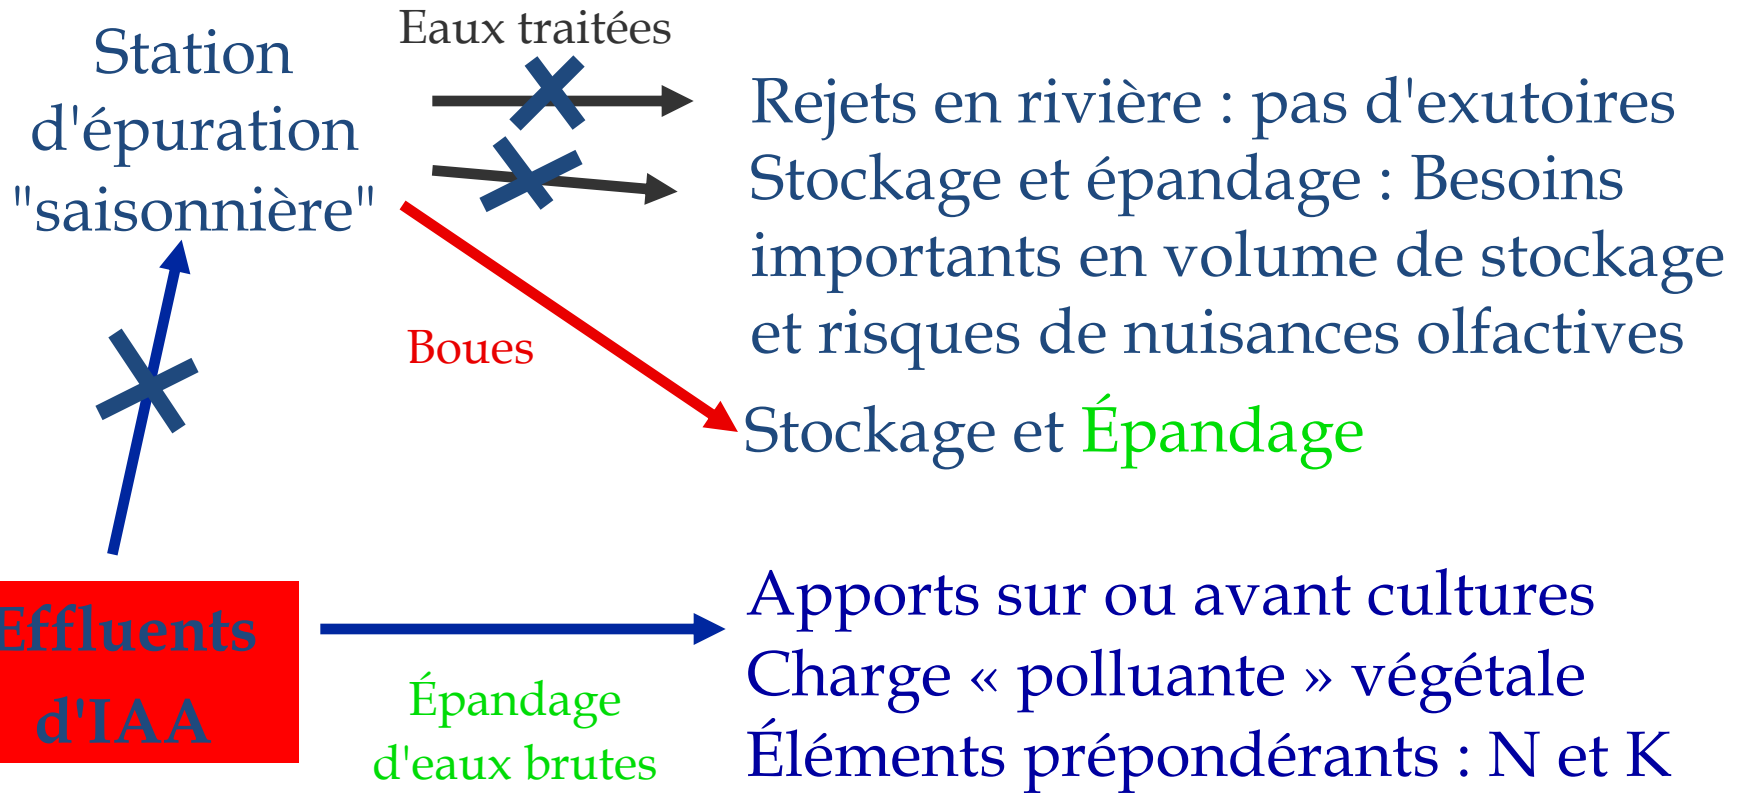 Station
d'épuration
"saisonnière"
Eaux traitées
Rejets en rivière : pas d'exutoires
Stockage et épandage : Besoins
importants en volume de stockage
et risques de nuisances olfactives
Boues
Stockage et Épandage
Effluents
d'IAA
Épandage
d'eaux brutes
Apports sur ou avant cultures
Charge « polluante » végétale
Éléments prépondérants : N et K